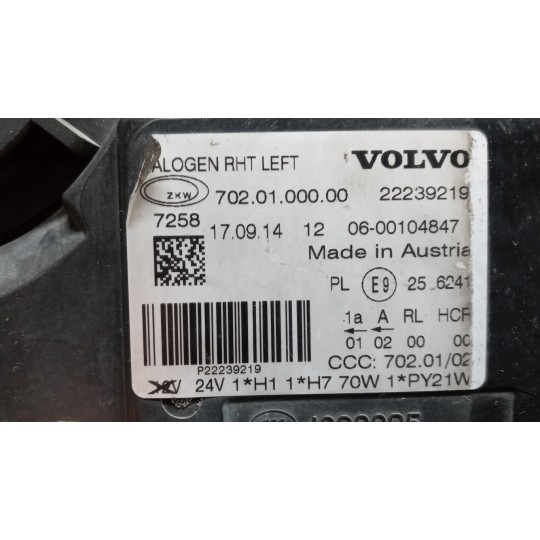 ALOGEN RHT LEFT VOLVO
ZKW 702.01.000.00 22239219
7258 17.09.14 12 06-00104847
Made in Austria
PL E9 25 6241
1a A RL HCR
01 02 00 00
CCC: 702.01/02
P22239219
24V 1*H1 1*H7 70W 1*PY21W